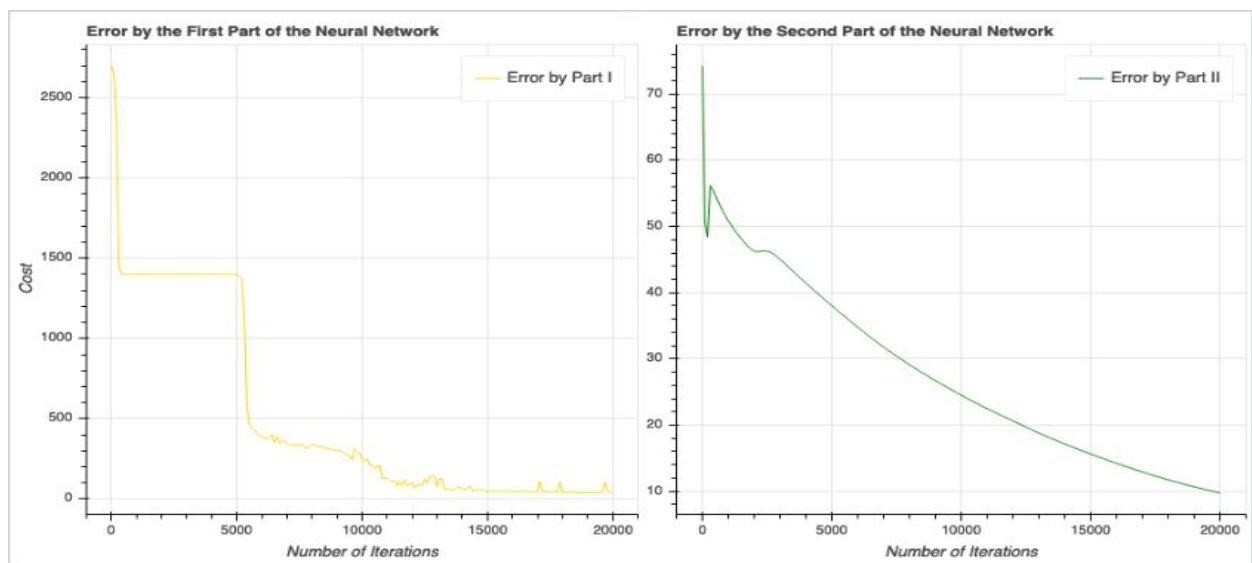 Error by the First Part of the Neural Network
Error by Part I
2500
2000
1500
1000
500
0
Cost
0 5000 10000 15000 20000
Number of Iterations
Error by the Second Part of the Neural Network
Error by Part II
70
60
50
40
30
20
10
0 5000 10000 15000 20000
Number of Iterations